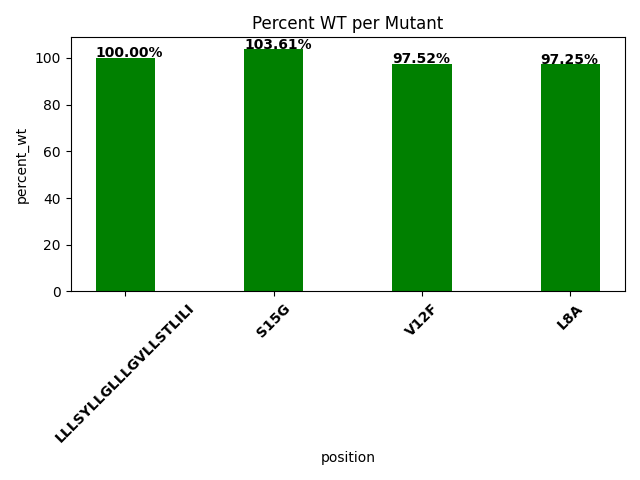 Percent WT per Mutant
100.00%
103.61%
97.52%
97.25%
percent_wt
100
80
60
40
20
0
LLLSYLLGLLLGVLLSTLILI
S15G
V12F
L8A
position